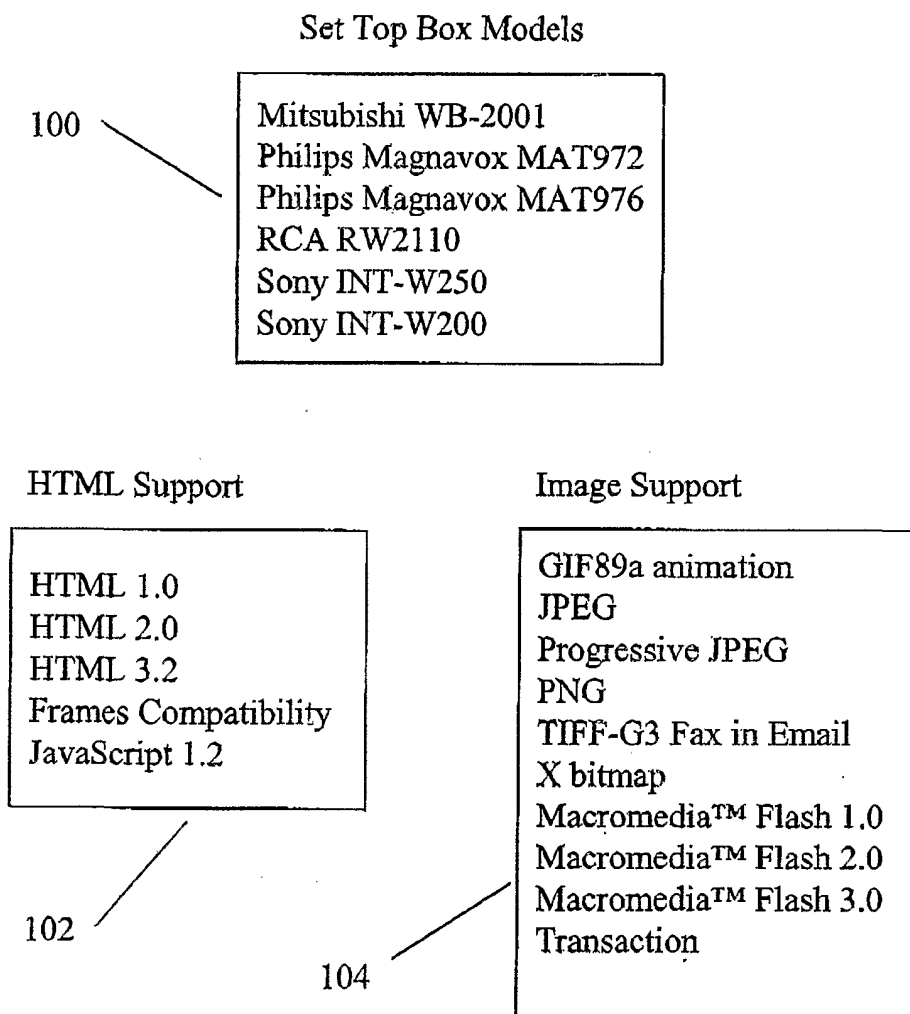 Set Top Box Models
100
Mitsubishi WB-2001
Philips Magnavox MAT972
Philips Magnavox MAT976
RCA RW2110
Sony INT-W250
Sony INT-W200
HTML Support
HTML 1.0
HTML 2.0
HTML 3.2
Frames Compatibility
JavaScript 1.2
102
Image Support
GIF89a animation
JPEG
Progressive JPEG
PNG
TIFF-G3 Fax in Email
X bitmap
Macromedia™ Flash 1.0
Macromedia™ Flash 2.0
Macromedia™ Flash 3.0
Transaction
104